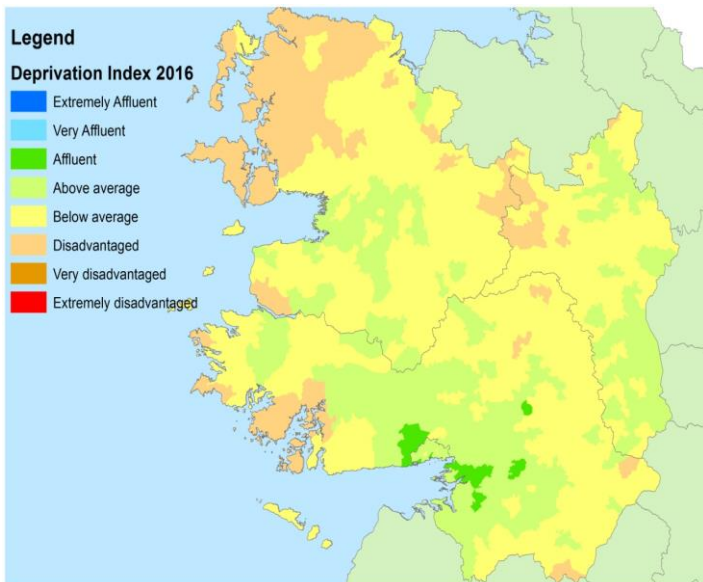 Legend
Deprivation Index 2016
Extremely Affluent
Very Affluent
Affluent
Above average
Below average
Disadvantaged
Very disadvantaged
Extremely disadvantaged